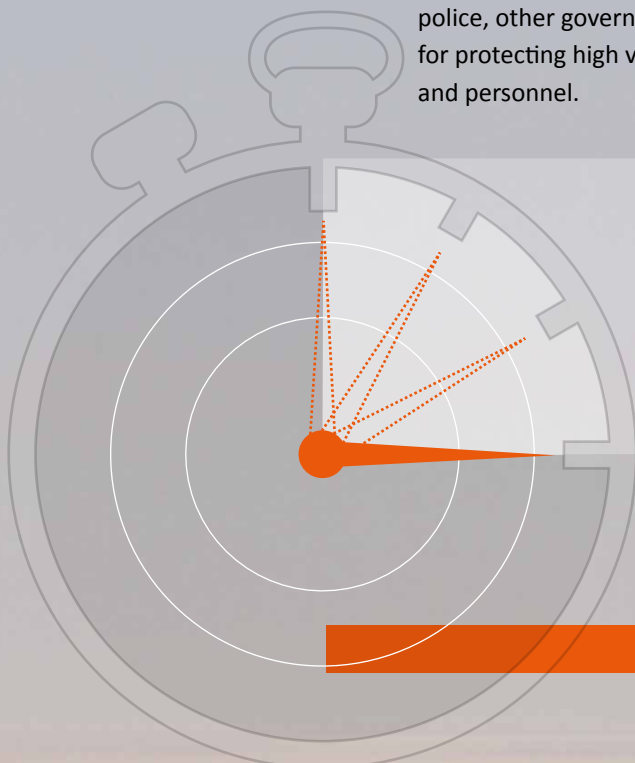 police, other govern
for protecting high v
and personnel.